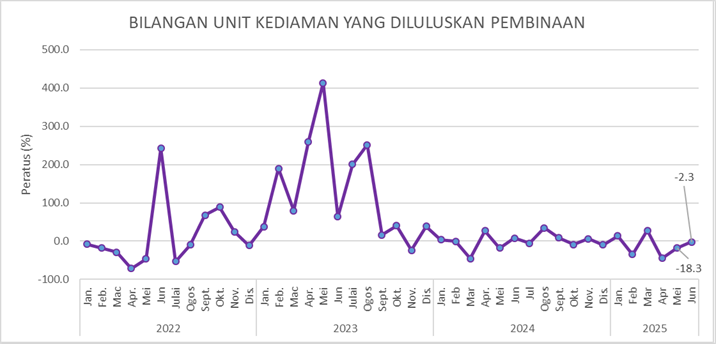 BILANGAN UNIT KEDIAMAN YANG DILULUSKAN PEMBINAAN
500.0
400.0
300.0
200.0
100.0
0.0
-100.0
Peratus (%)
-2.3
-18.3
Jan. Feb. Mac Apr. Mei Jun Julai Ogos Sept. Okt. Nov. Dis. Jan. Feb. Mac Apr. Mei Jun Julai Ogos Sept. Okt. Nov. Dis. Jan. Feb Mac Apr. Mei Jun Jul Ogos Sept. Okt. Nov. Dis. Jan. Feb. Mac Apr Mei Jun
2022 2023 2024 2025